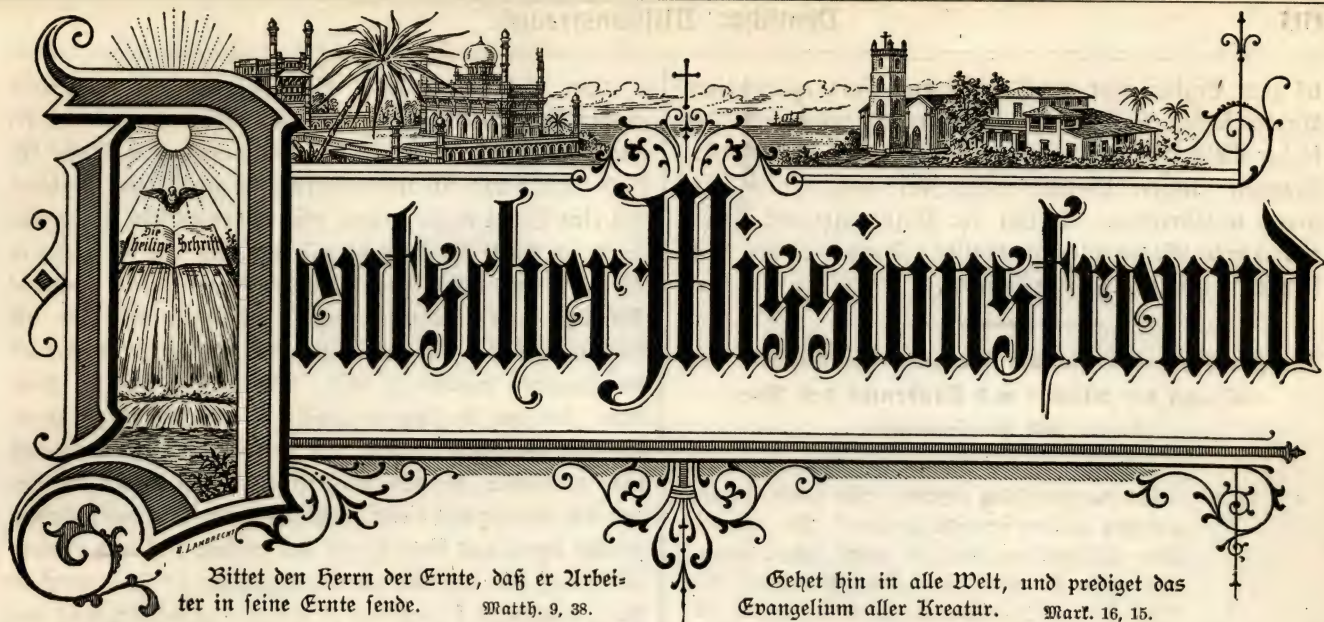 Die Heilige Schrift
Deutscher Missionsfreund
B. LAMBRECHT
Bittet den Herrn der Ernte, daß er Arbei=
ter in seine Ernte sende. Matth. 9, 38.
Gehet hin in alle Welt, und prediget das
Evangelium aller Kreatur. Mark. 16, 15.